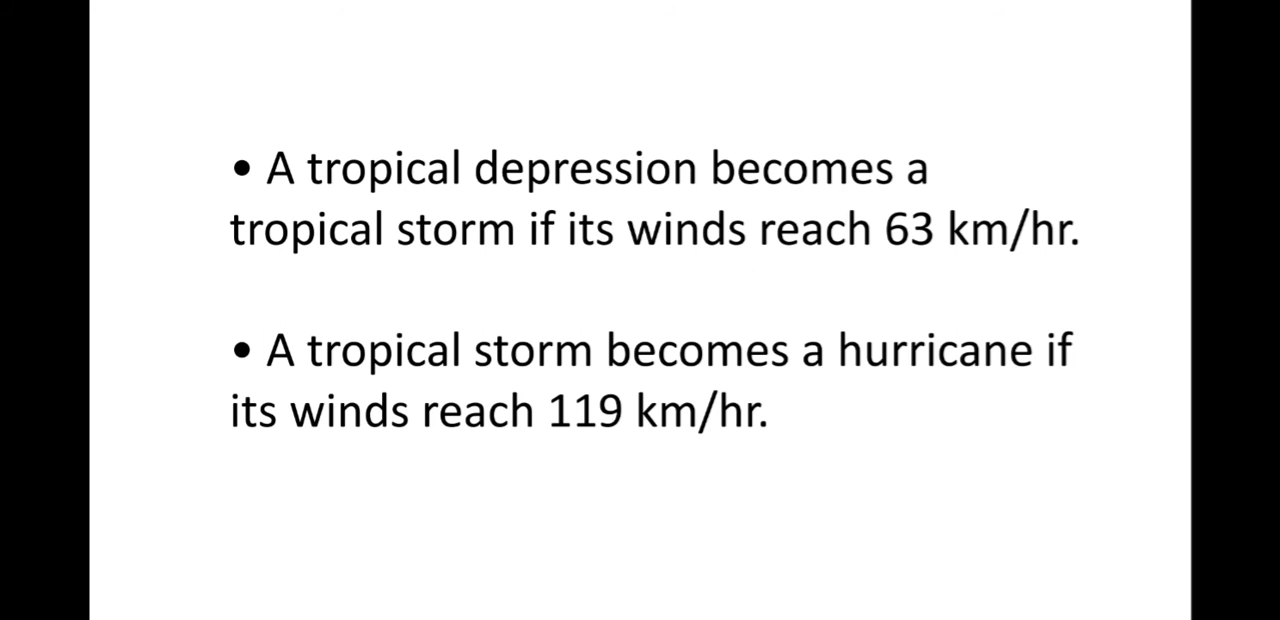 • A tropical depression becomes a
tropical storm if its winds reach 63 km/hr.
• A tropical storm becomes a hurricane if
its winds reach 119 km/hr.